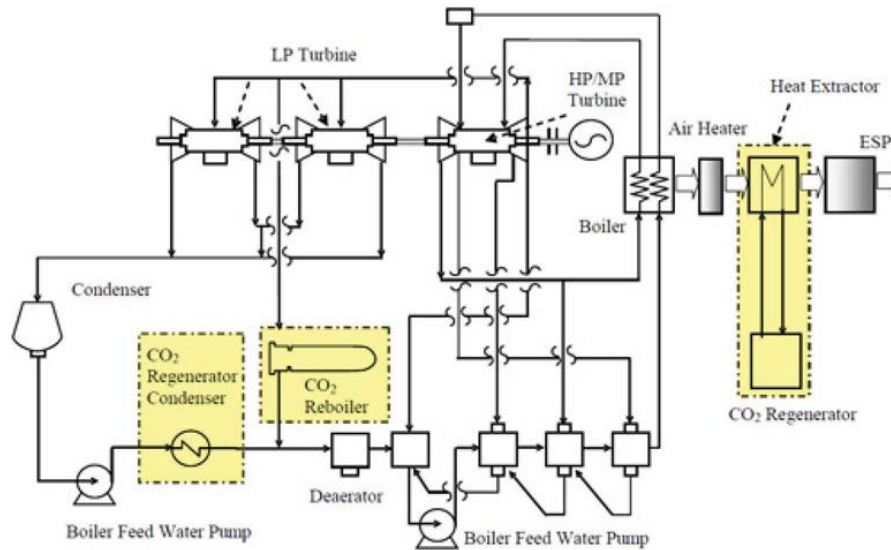 LP Turbine
HP/MP
Turbine
Heat Extractor
Air Heater
ESP
Boiler
Condenser
CO₂
Regenerator
Condenser
CO₂
Reboiler
CO₂ Regenerator
Deaerator
Boiler Feed Water Pump
Boiler Feed Water Pump